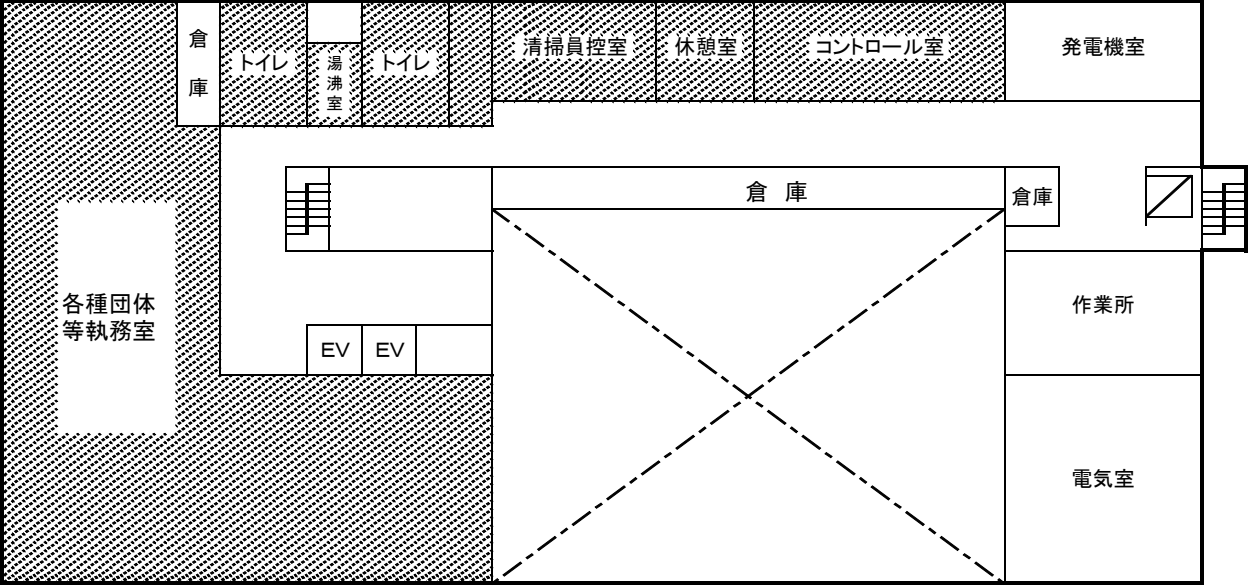 倉庫
トイレ
湯沸室
トイレ
清掃員控室
休憩室
コントロール室
発電機室
倉 庫
倉庫
各種団体
等執務室
EV
EV
作業所
電気室